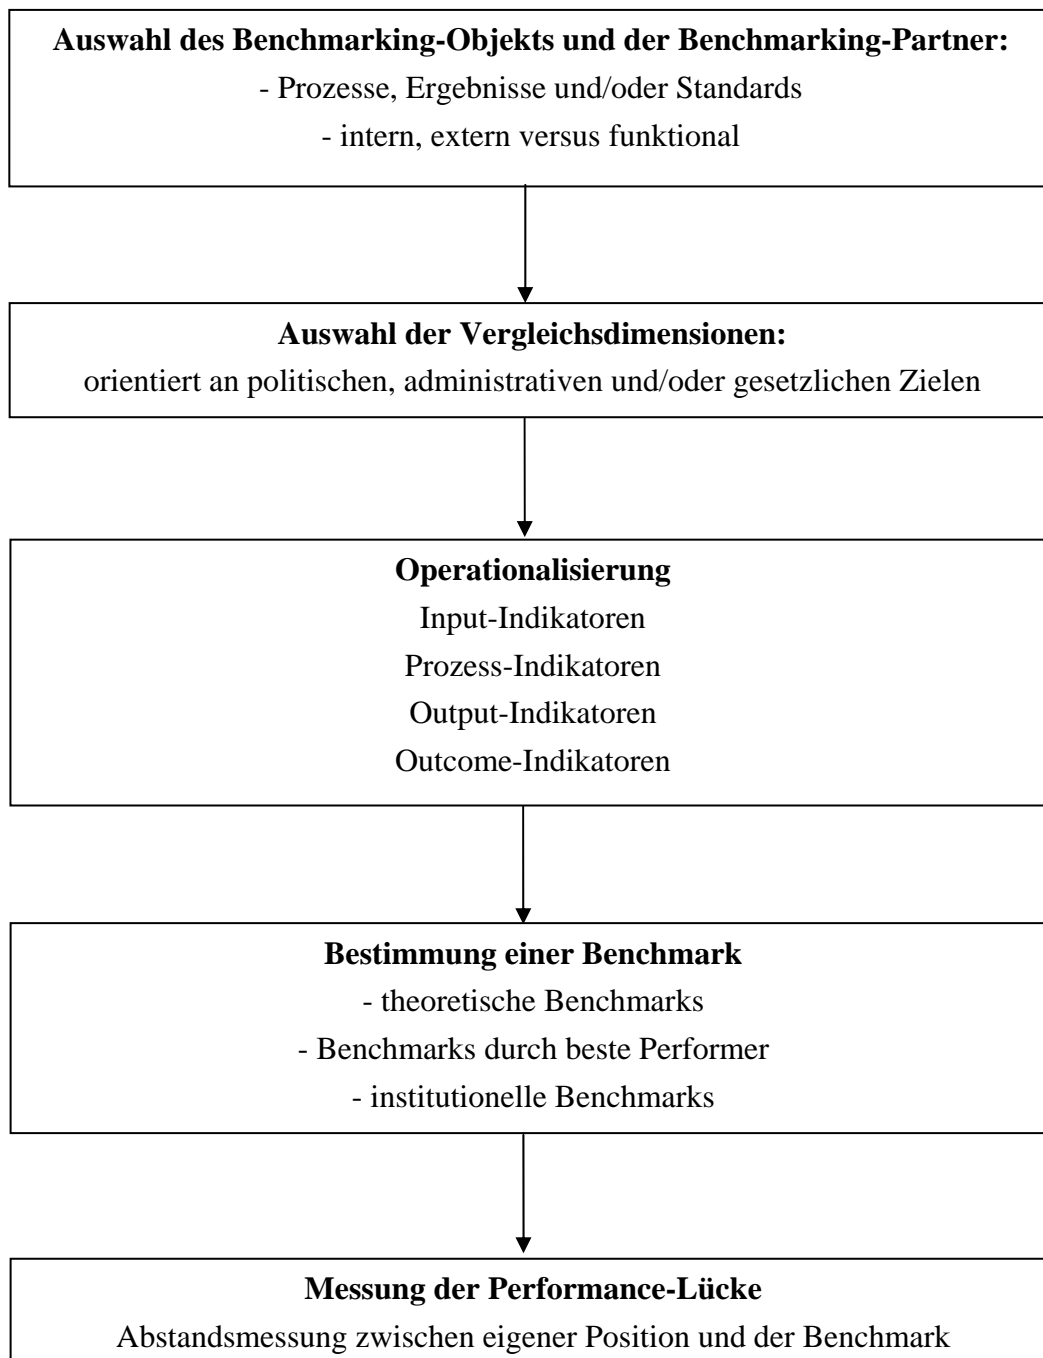 Auswahl des Benchmarking-Objekts und der Benchmarking-Partner:
- Prozesse, Ergebnisse und/oder Standards
- intern, extern versus funktional
Auswahl der Vergleichsdimensionen:
orientiert an politischen, administrativen und/oder gesetzlichen Zielen
Operationalisierung
Input-Indikatoren
Prozess-Indikatoren
Output-Indikatoren
Outcome-Indikatoren
Bestimmung einer Benchmark
- theoretische Benchmarks
- Benchmarks durch beste Performer
- institutionelle Benchmarks
Messung der Performance-Lücke
Abstandsmessung zwischen eigener Position und der Benchmark